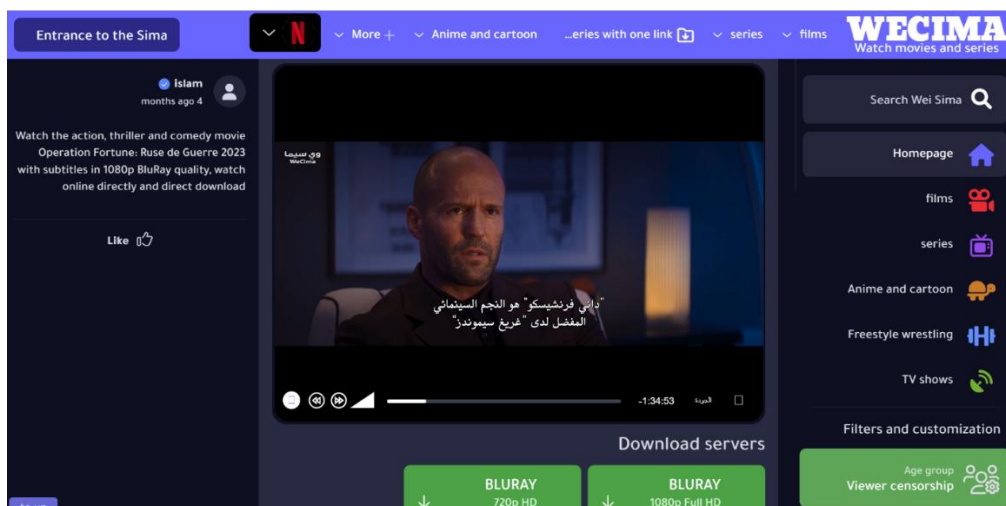 Entrance to the Sima
N
More +
Anime and cartoon
...eries with one link
series
films
WECIMA
Watch movies and series
islam
months ago 4
Watch the action, thriller and comedy movie
Operation Fortune: Ruse de Guerre 2023
with subtitles in 1080p BluRay quality, watch
online directly and direct download
Like
وي سيما
WeCima
"داني فرنشيسكو" هو النجم السينمائي
المفضل لدى "غريغ سيموندز"
-1:34:53
الجودة
Download servers
BLURAY
720p HD
BLURAY
1080p Full HD
Search Wei Sima
Homepage
films
series
Anime and cartoon
Freestyle wrestling
TV shows
Filters and customization
Age group
Viewer censorship